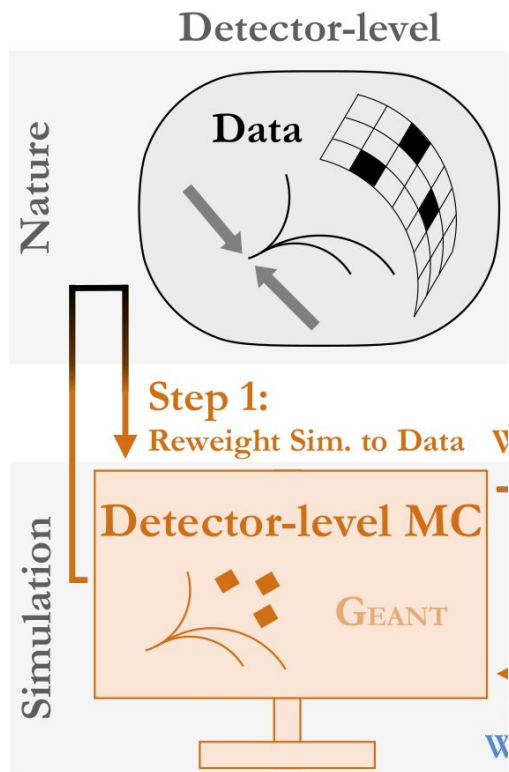 Detector-level
Nature
Data
Step 1:
Reweight Sim. to Data
Simulation
Detector-level MC
GEANT